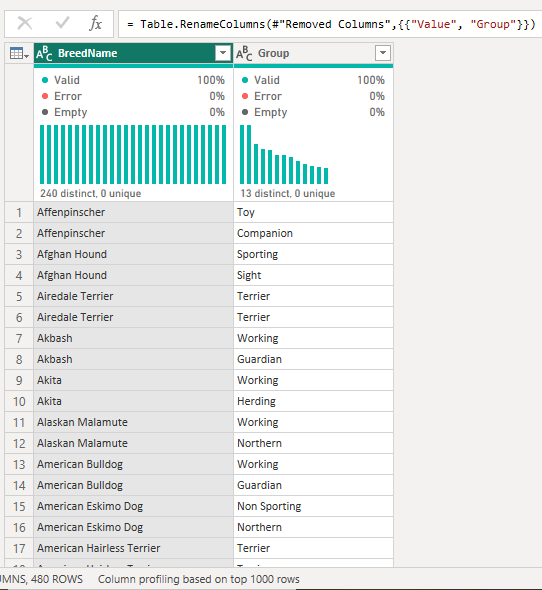 fx = Table.RenameColumns(#"Removed Columns",{{"Value", "Group"}})
ABC BreedName ABC Group
Valid 100% Valid 100%
Error 0% Error 0%
Empty 0% Empty 0%
240 distinct, 0 unique 13 distinct, 0 unique
1 Affenpinscher Toy
2 Affenpinscher Companion
3 Afghan Hound Sporting
4 Afghan Hound Sight
5 Airedale Terrier Terrier
6 Airedale Terrier Terrier
7 Akbash Working
8 Akbash Guardian
9 Akita Working
10 Akita Herding
11 Alaskan Malamute Working
12 Alaskan Malamute Northern
13 American Bulldog Working
14 American Bulldog Guardian
15 American Eskimo Dog Non Sporting
16 American Eskimo Dog Northern
17 American Hairless Terrier Terrier
UMNS, 480 ROWS Column profiling based on top 1000 rows